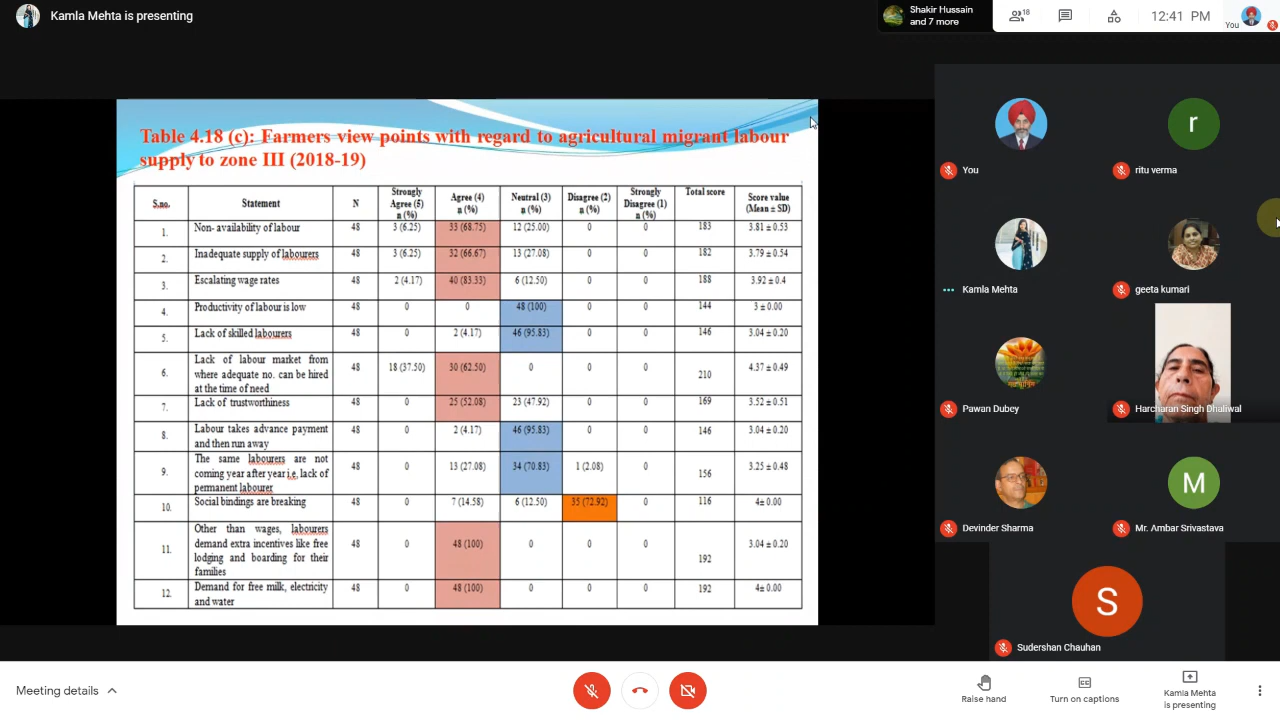 Kamla Mehta is presenting
Shakir Hussain
and 7 more
18
12:41 PM
You
Table 4.18 (c): Farmers view points with regard to agricultural migrant labour
supply to zone III (2018-19)
S.no. Statement N Strongly Agree (5) n (%) Agree (4) n (%) Neutral (3) n (%) Disagree (2) n (%) Strongly Disagree (1) n (%) Total score Score value (Mean ± SD)
1. Non- availability of labour 48 3 (6.25) 33 (68.75) 12 (25.00) 0 0 183 3.81 ± 0.53
2. Inadequate supply of labourers 48 3 (6.25) 32 (66.67) 13 (27.08) 0 0 182 3.79 ± 0.54
3. Escalating wage rates 48 2 (4.17) 40 (83.33) 6 (12.50) 0 0 188 3.92 ± 0.4
4. Productivity of labour is low 48 0 0 48 (100) 0 0 144 3 ± 0.00
5. Lack of skilled labourers 48 0 2 (4.17) 46 (95.83) 0 0 146 3.04 ± 0.20
6. Lack of labour market from
where adequate no. can be hired
at the time of need 48 18 (37.50) 30 (62.50) 0 0 0 210 4.37 ± 0.49
7. Lack of trustworthiness 48 0 25 (52.08) 23 (47.92) 0 0 169 3.52 ± 0.51
8. Labour takes advance payment
and then run away 48 0 2 (4.17) 46 (95.83) 0 0 146 3.04 ± 0.20
9. The same labourers are not
coming year after year i.e, lack of
permanent labourer 48 0 13 (27.08) 34 (70.83) 1 (2.08) 0 156 3.25 ± 0.48
10. Social bindings are breaking 48 0 7 (14.58) 6 (12.50) 35 (72.92) 0 116 4± 0.00
11. Other than wages, labourers
demand extra incentives like free
lodging and boarding for their
families 48 0 48 (100) 0 0 0 192 3.04 ± 0.20
12. Demand for free milk, electricity
and water 48 0 48 (100) 0 0 0 192 4± 0.00
You
r
ritu verma
Kamla Mehta
geeta kumari
Pawan Dubey
Harcharan Singh Dhaliwal
Devinder Sharma
M
Mr. Ambar Srivastava
S
Sudershan Chauhan
Meeting details
Raise hand
Turn on captions
Kamla Mehta
is presenting